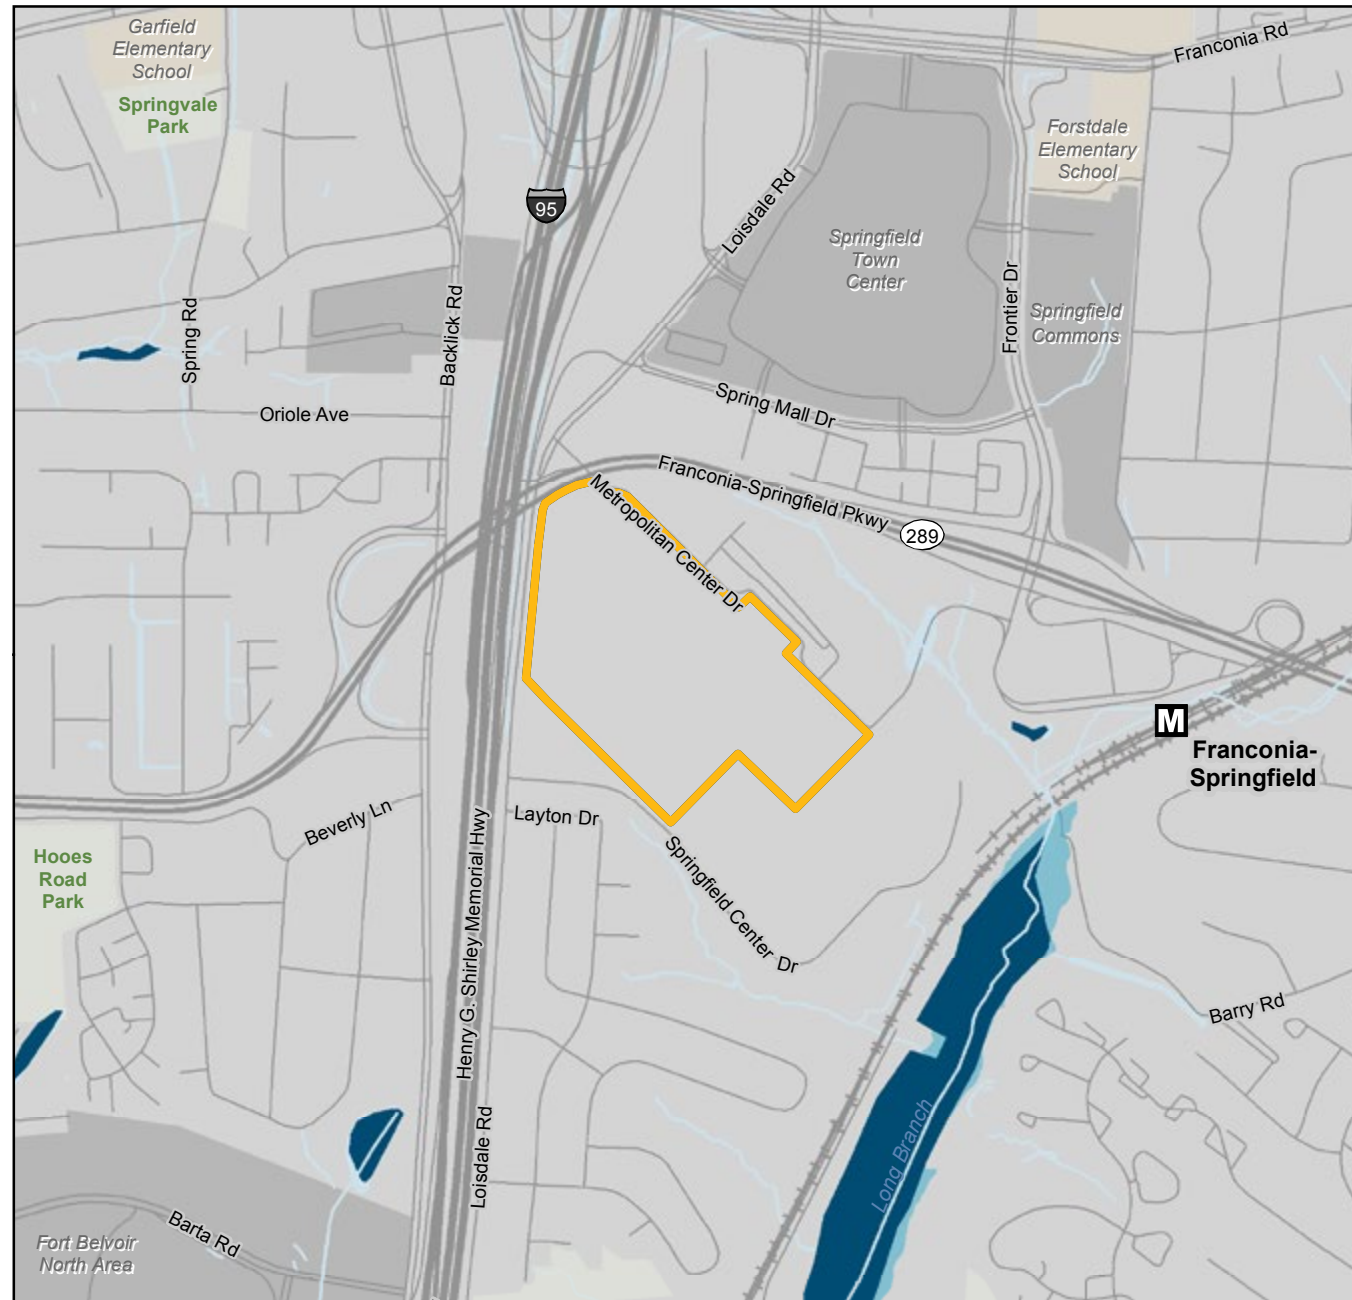 Garfield
Elementary
School
Springvale
Park
Franconia Rd
Forstdale
Elementary
School
95
Loisdale Rd
Springfield
Town
Center
Frontier Dr
Springfield
Commons
Spring Rd
Backlick Rd
Oriole Ave
Spring Mall Dr
Franconia-Springfield Pkwy
289
Metropolitan Center Dr
M
Franconia-
Springfield
Beverly Ln
Layton Dr
Hooes
Road
Park
Henry G. Shirley Memorial Hwy
Springfield Center Dr
Barry Rd
Loisdale Rd
Long Branch
Barta Rd
Fort Belvoir
North Area